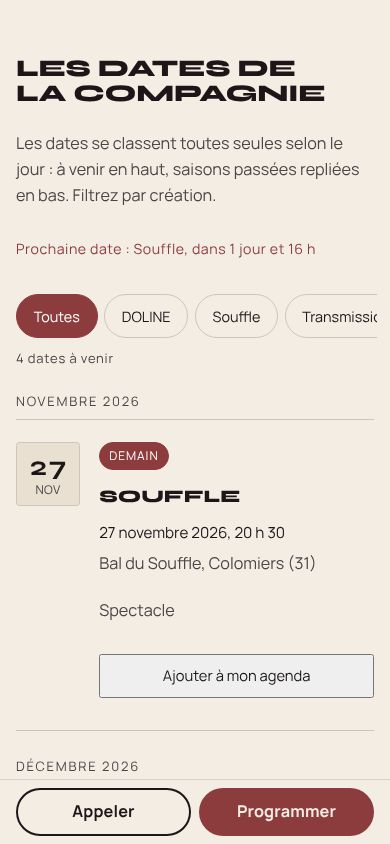 LES DATES DE
LA COMPAGNIE
Les dates se classent toutes seules selon le
jour : à venir en haut, saisons passées repliées
en bas. Filtrez par création.
Prochaine date : Souffle, dans 1 jour et 16 h
Toutes DOLINE Souffle Transmissio
4 dates à venir
NOVEMBRE 2026
27
NOV
DEMAIN
SOUFFLE
27 novembre 2026, 20 h 30
Bal du Souffle, Colomiers (31)
Spectacle
Ajouter à mon agenda
DÉCEMBRE 2026
Appeler Programmer